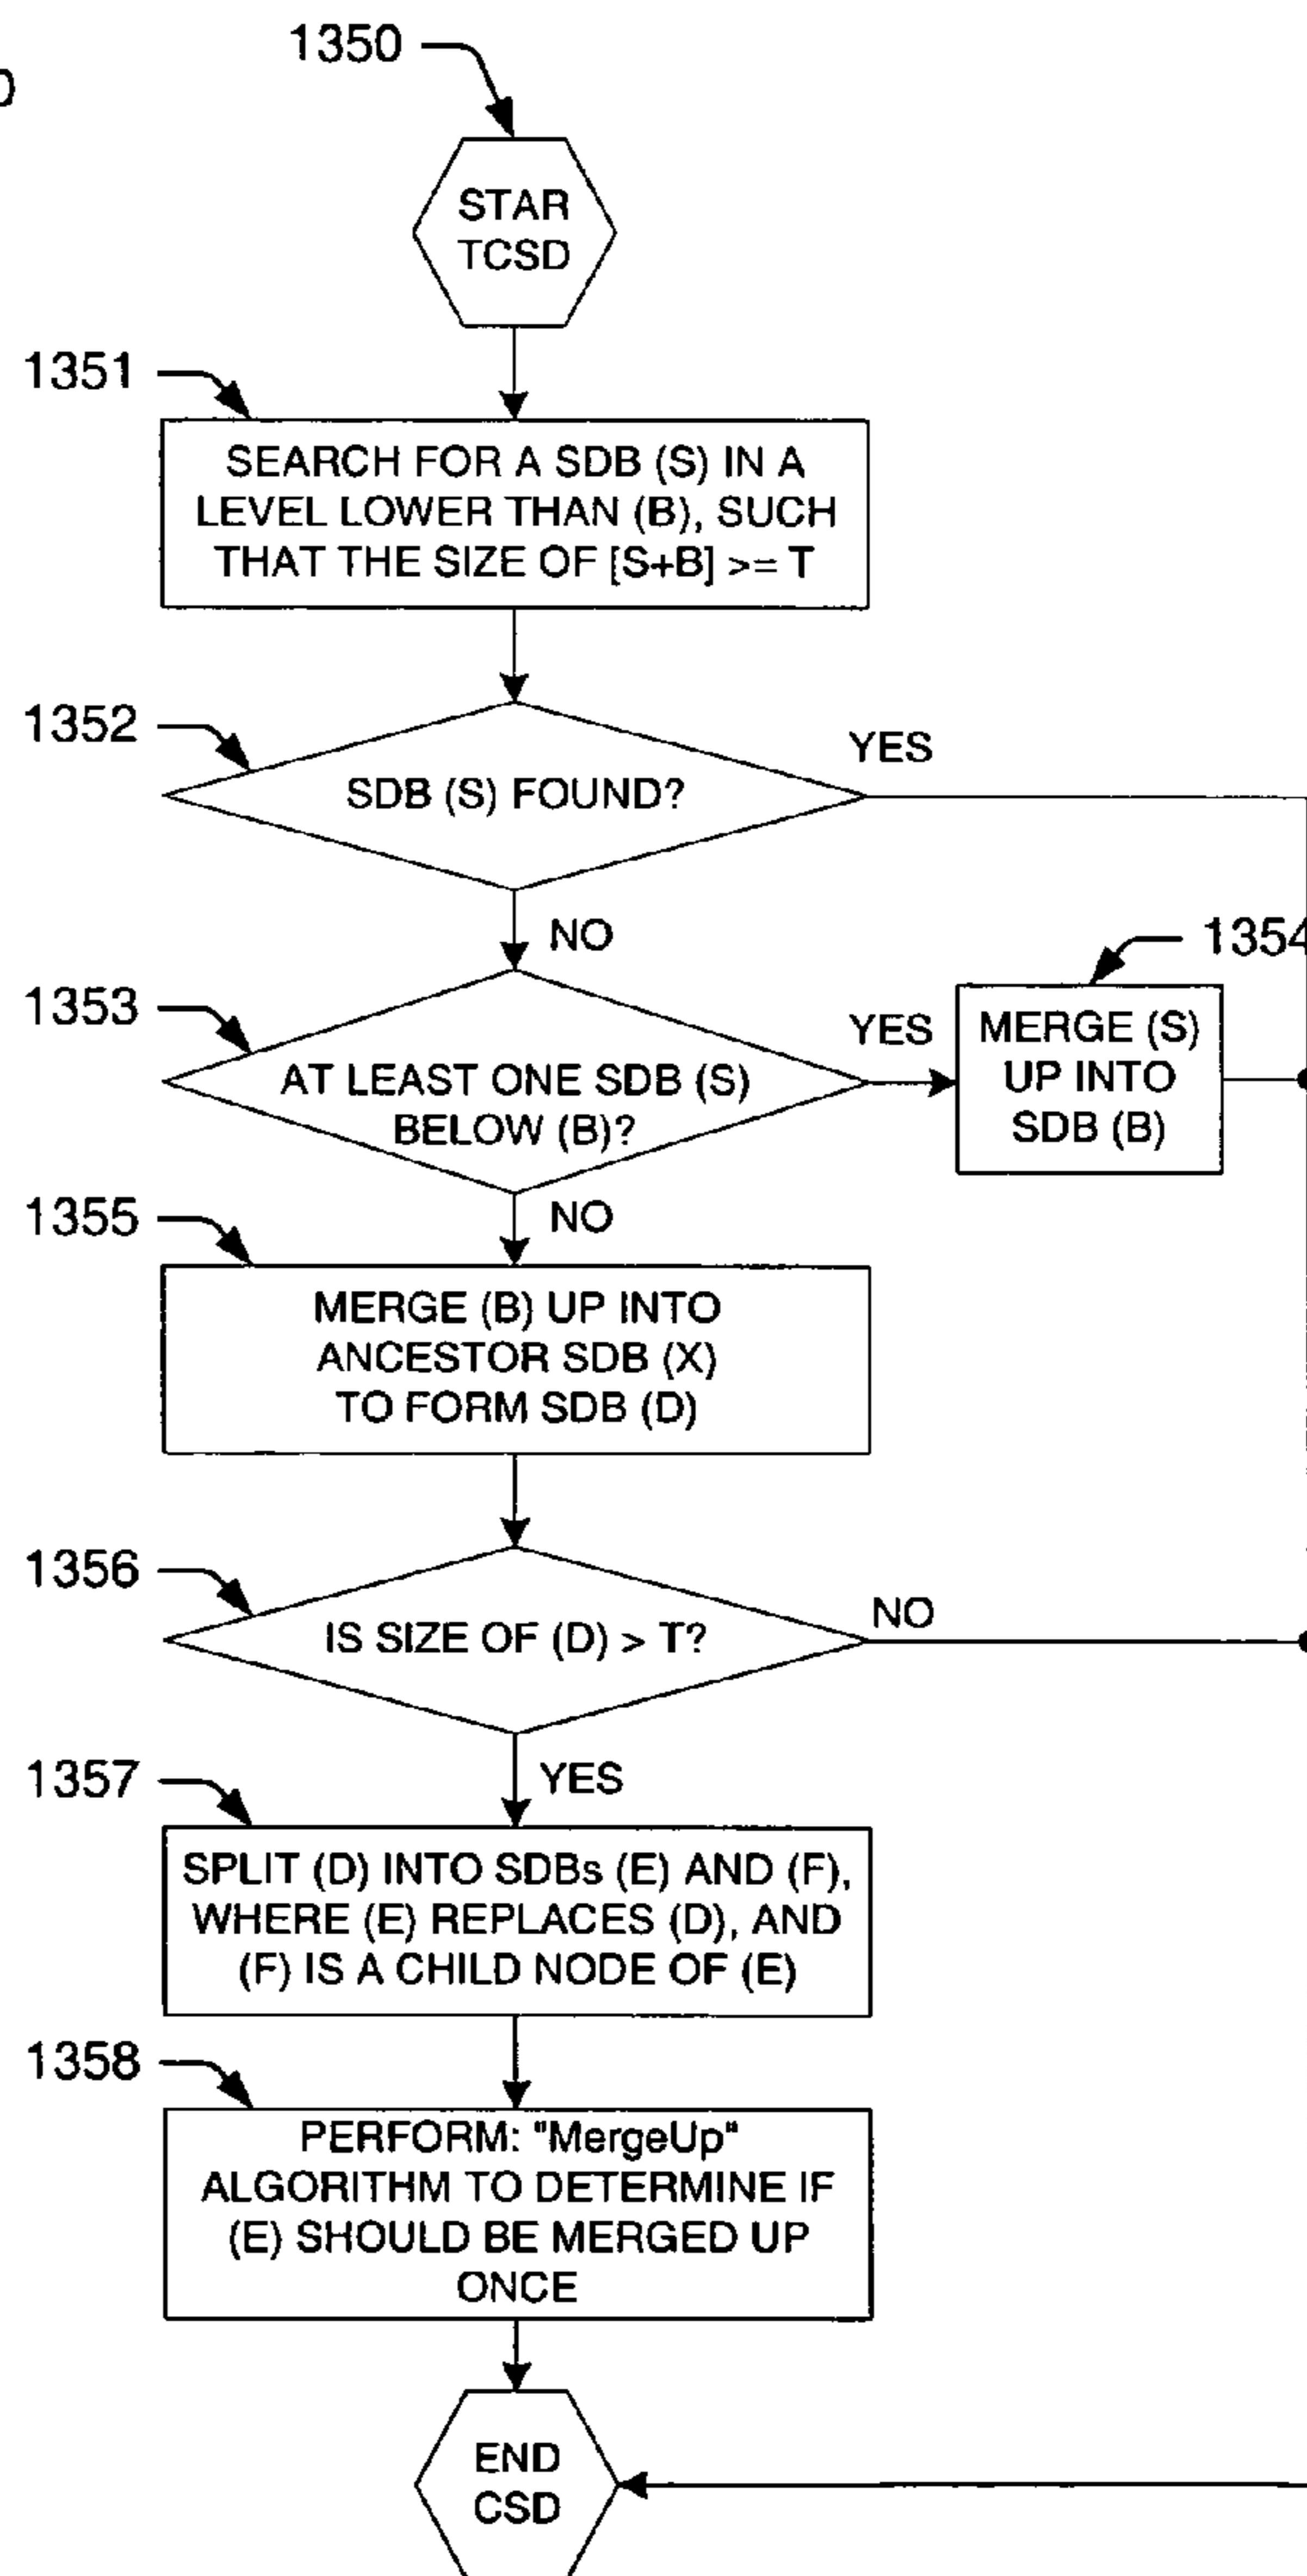 1350
STAR
TCSD
1351
SEARCH FOR A SDB (S) IN A
LEVEL LOWER THAN (B), SUCH
THAT THE SIZE OF [S+B] >= T
1352
SDB (S) FOUND?
YES
NO
1353
AT LEAST ONE SDB (S)
BELOW (B)?
YES
1354
MERGE (S)
UP INTO
SDB (B)
NO
1355
MERGE (B) UP INTO
ANCESTOR SDB (X)
TO FORM SDB (D)
1356
IS SIZE OF (D) > T?
NO
YES
1357
SPLIT (D) INTO SDBs (E) AND (F),
WHERE (E) REPLACES (D), AND
(F) IS A CHILD NODE OF (E)
1358
PERFORM: "MergeUp"
ALGORITHM TO DETERMINE IF
(E) SHOULD BE MERGED UP
ONCE
END
CSD